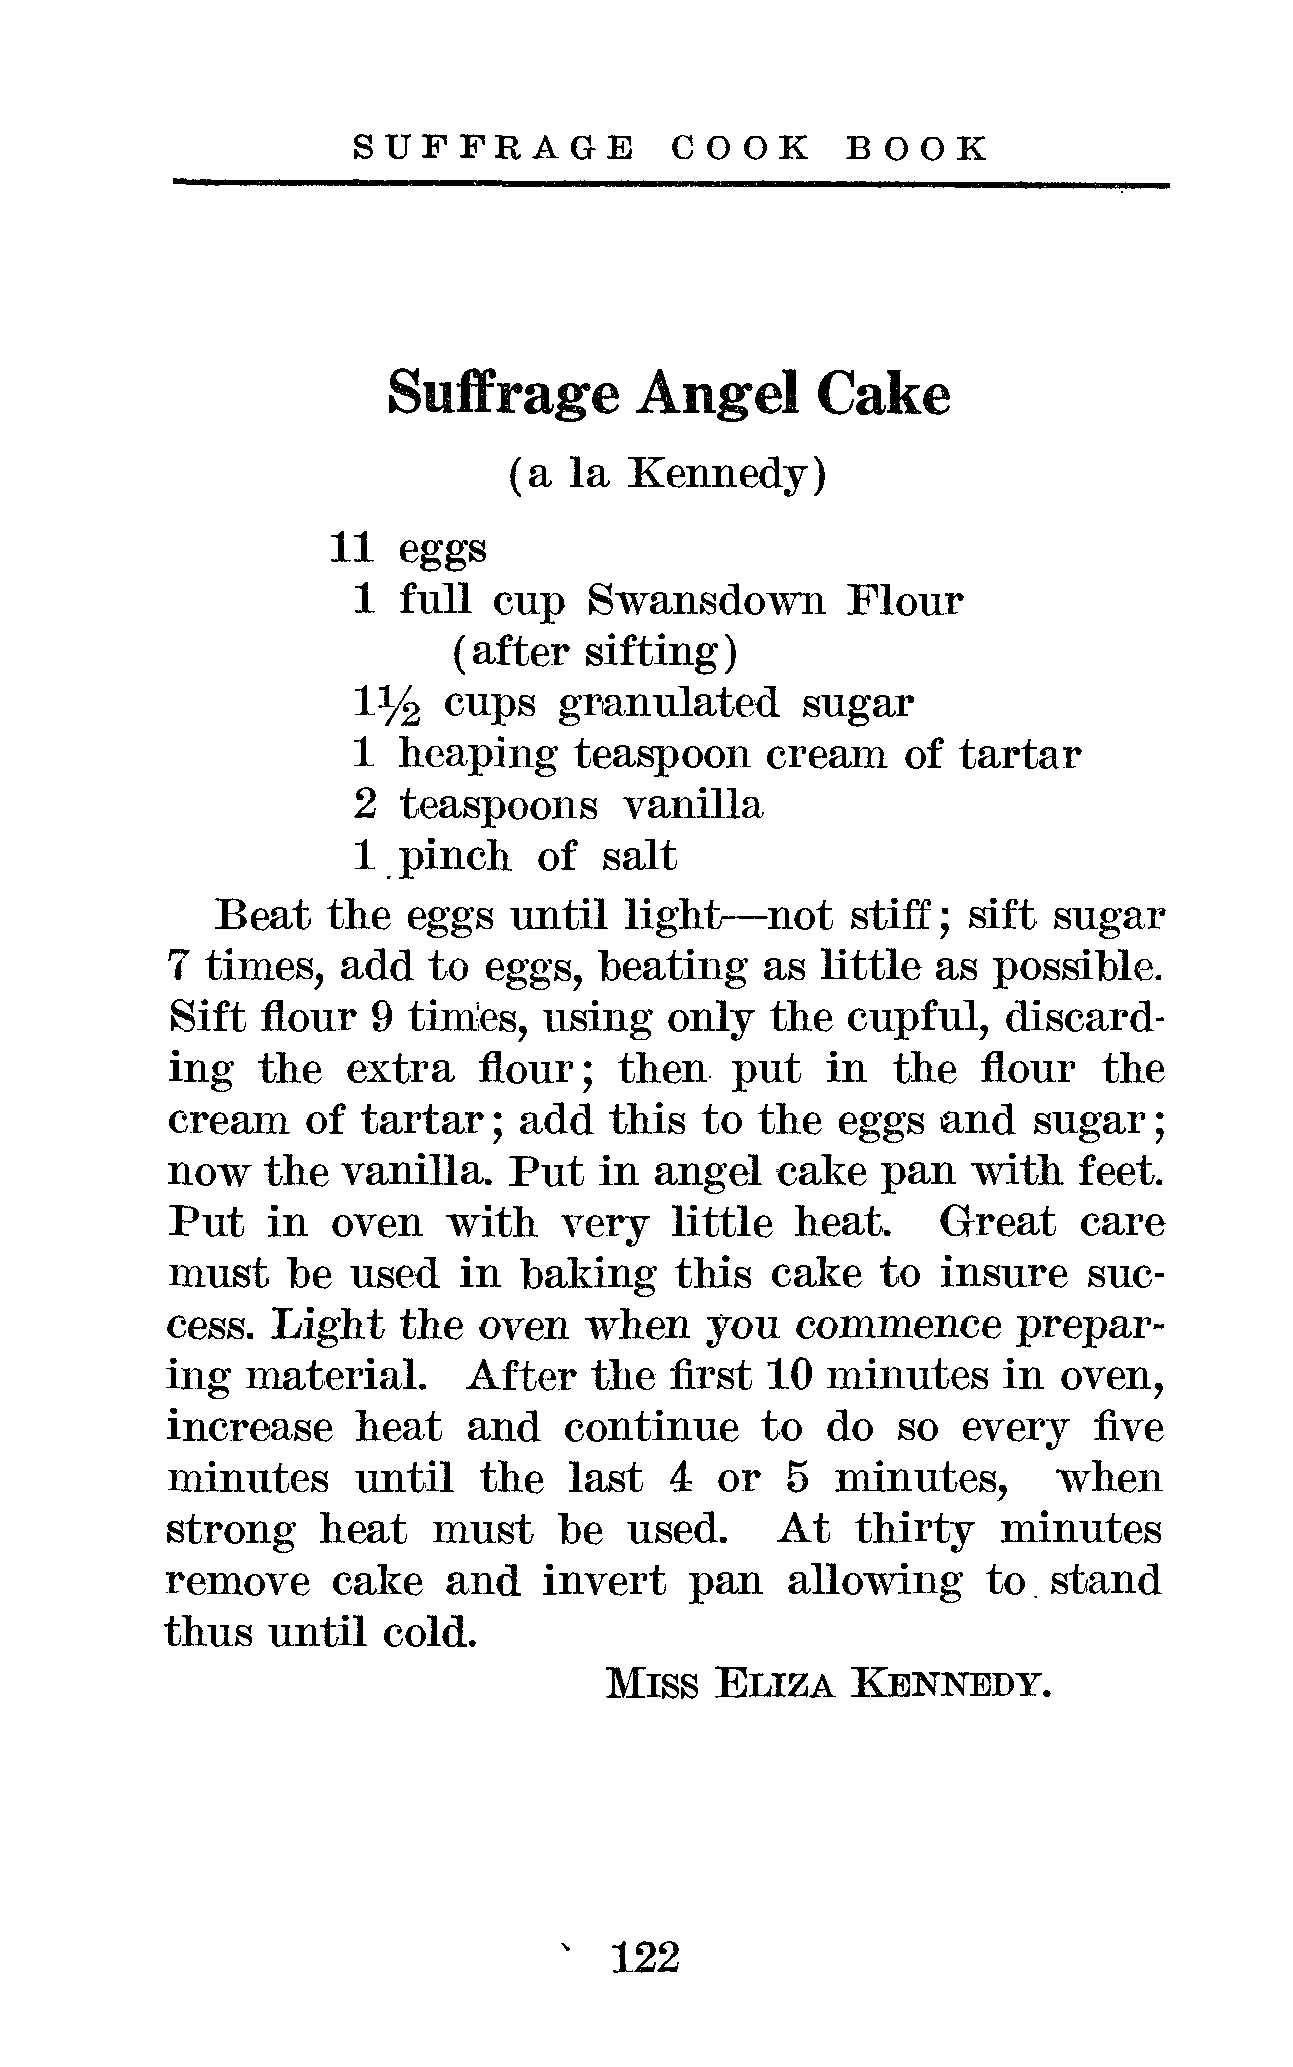 SUFFRAGE COOK BOOK
Suffrage Angel Cake
(a la Kennedy)
11 eggs
1 full cup Swansdown Flour
(after sifting)
1½ cups granulated sugar
1 heaping teaspoon cream of tartar
2 teaspoons vanilla
1 pinch of salt
Beat the eggs until light—not stiff; sift sugar
7 times, add to eggs, beating as little as possible.
Sift flour 9 times, using only the cupful, discard-
ing the extra flour; then put in the flour the
cream of tartar; add this to the eggs and sugar;
now the vanilla. Put in angel cake pan with feet.
Put in oven with very little heat. Great care
must be used in baking this cake to insure suc-
cess. Light the oven when you commence prepar-
ing material. After the first 10 minutes in oven,
increase heat and continue to do so every five
minutes until the last 4 or 5 minutes, when
strong heat must be used. At thirty minutes
remove cake and invert pan allowing to stand
thus until cold.
MISS ELIZA KENNEDY.
122